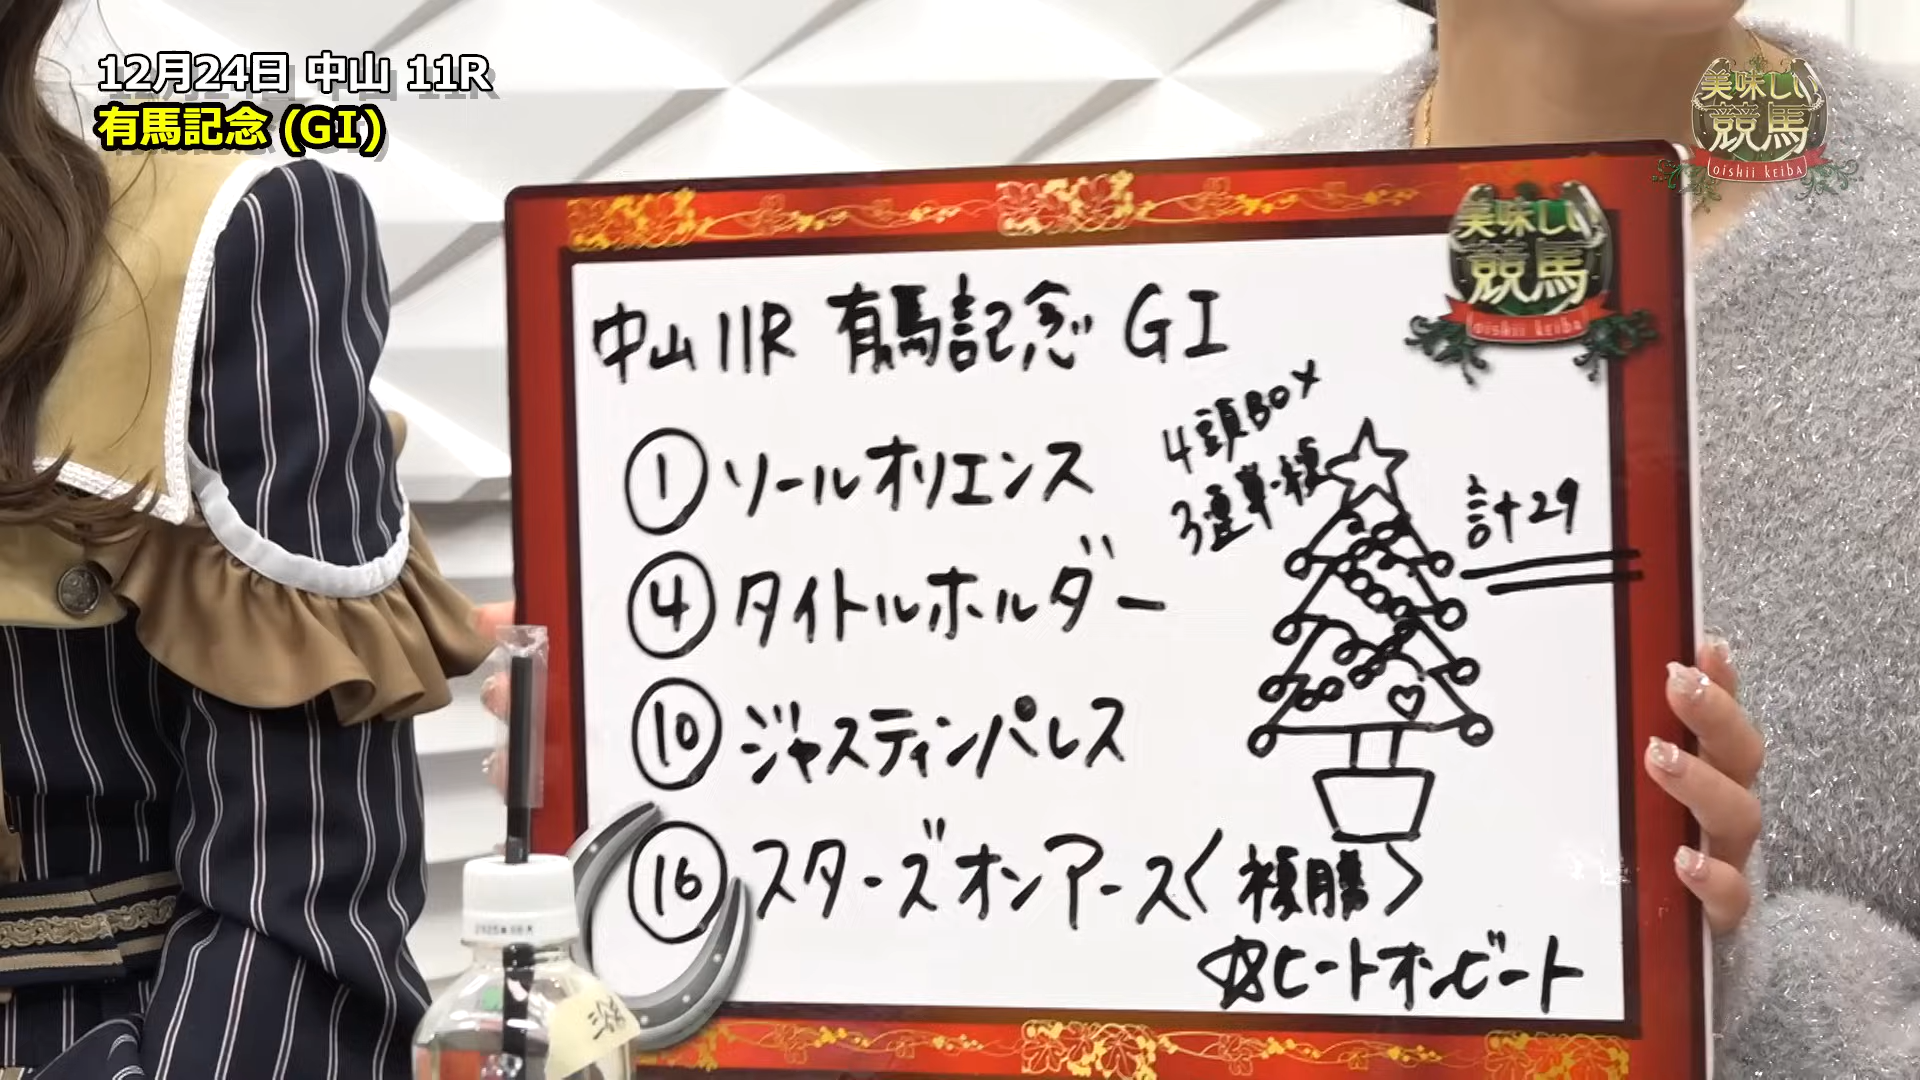 12月24日 中山 11R
有馬記念 (GI)
美味しい
競馬
oishii keiba
美味しい
競馬
oishii keiba
中山11R 有馬記念 GI
4頭BOX
3連単・複
計29
① ソールオリエンス
④ タイトルホルダー
⑩ ジャスティンパレス
⑯ スターズオンアース〈複勝〉
☆ヒートオンビート